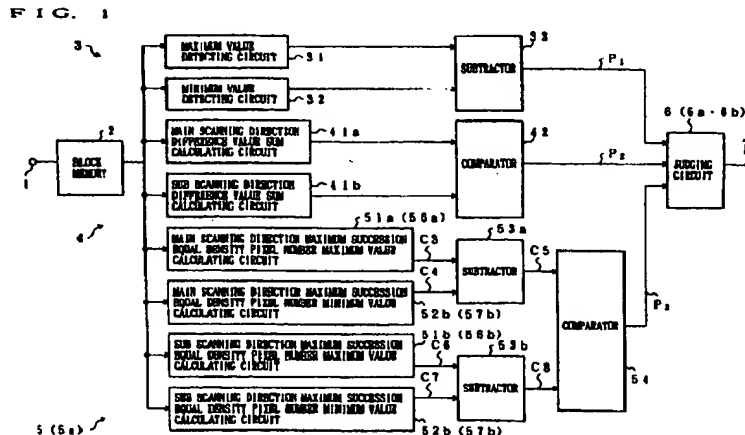 FIG. 1
3
MAXIMUM VALUE
DETECTING CIRCUIT
31
MINIMUM VALUE
DETECTING CIRCUIT
32
SUBTRACTOR
33
P1
2
BLOCK
MEMORY
1
MAIN SCANNING DIRECTION
DIFFERENCE VALUE SUM
CALCULATING CIRCUIT
41a
SUB SCANNING DIRECTION
DIFFERENCE VALUE SUM
CALCULATING CIRCUIT
41b
COMPARATOR
42
P2
6 (6a·6b)
JUDGING
CIRCUIT
7
4
51a (56a)
MAIN SCANNING DIRECTION MAXIMUM SUCCESSION
EQUAL DENSITY PIXEL NUMBER MAXIMUM VALUE
CALCULATING CIRCUIT
C3
C4
53a
SUBTRACTOR
C5
MAIN SCANNING DIRECTION MAXIMUM SUCCESSION
EQUAL DENSITY PIXEL NUMBER MINIMUM VALUE
CALCULATING CIRCUIT
52b (57b)
51b (56b)
SUB SCANNING DIRECTION MAXIMUM SUCCESSION
EQUAL DENSITY PIXEL NUMBER MAXIMUM VALUE
CALCULATING CIRCUIT
C6
C7
53b
SUBTRACTOR
C8
COMPARATOR
54
P3
SUB SCANNING DIRECTION MAXIMUM SUCCESSION
EQUAL DENSITY PIXEL NUMBER MINIMUM VALUE
CALCULATING CIRCUIT
52b (57b)
5 (5a)